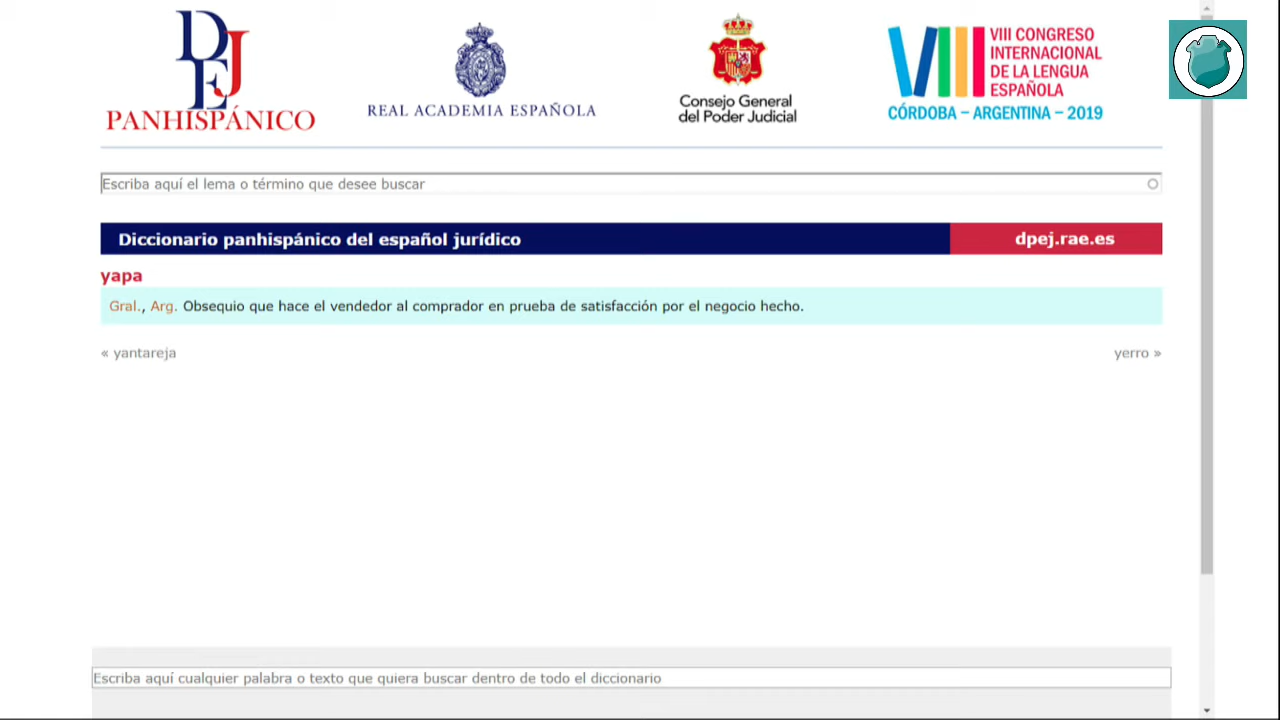 DEJ
PANHISPÁNICO
REAL ACADEMIA ESPAÑOLA
Consejo General
del Poder Judicial
VIII CONGRESO
INTERNACIONAL
DE LA LENGUA
ESPAÑOLA
CÓRDOBA – ARGENTINA – 2019
Escriba aquí el lema o término que desee buscar
Diccionario panhispánico del español jurídico
dpej.rae.es
yapa
Gral., Arg. Obsequio que hace el vendedor al comprador en prueba de satisfacción por el negocio hecho.
« yantareja
yerro »
Escriba aquí cualquier palabra o texto que quiera buscar dentro de todo el diccionario